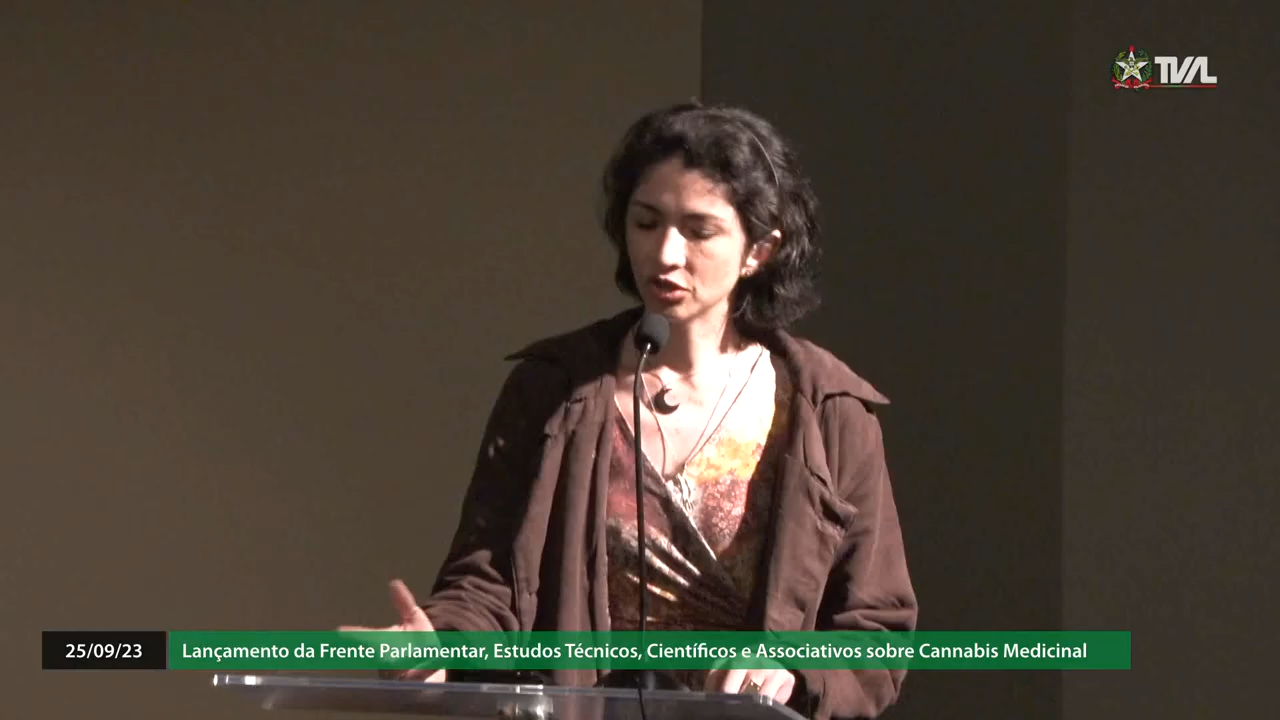 TVAL
25/09/23 Lançamento da Frente Parlamentar, Estudos Técnicos, Científicos e Associativos sobre Cannabis Medicinal